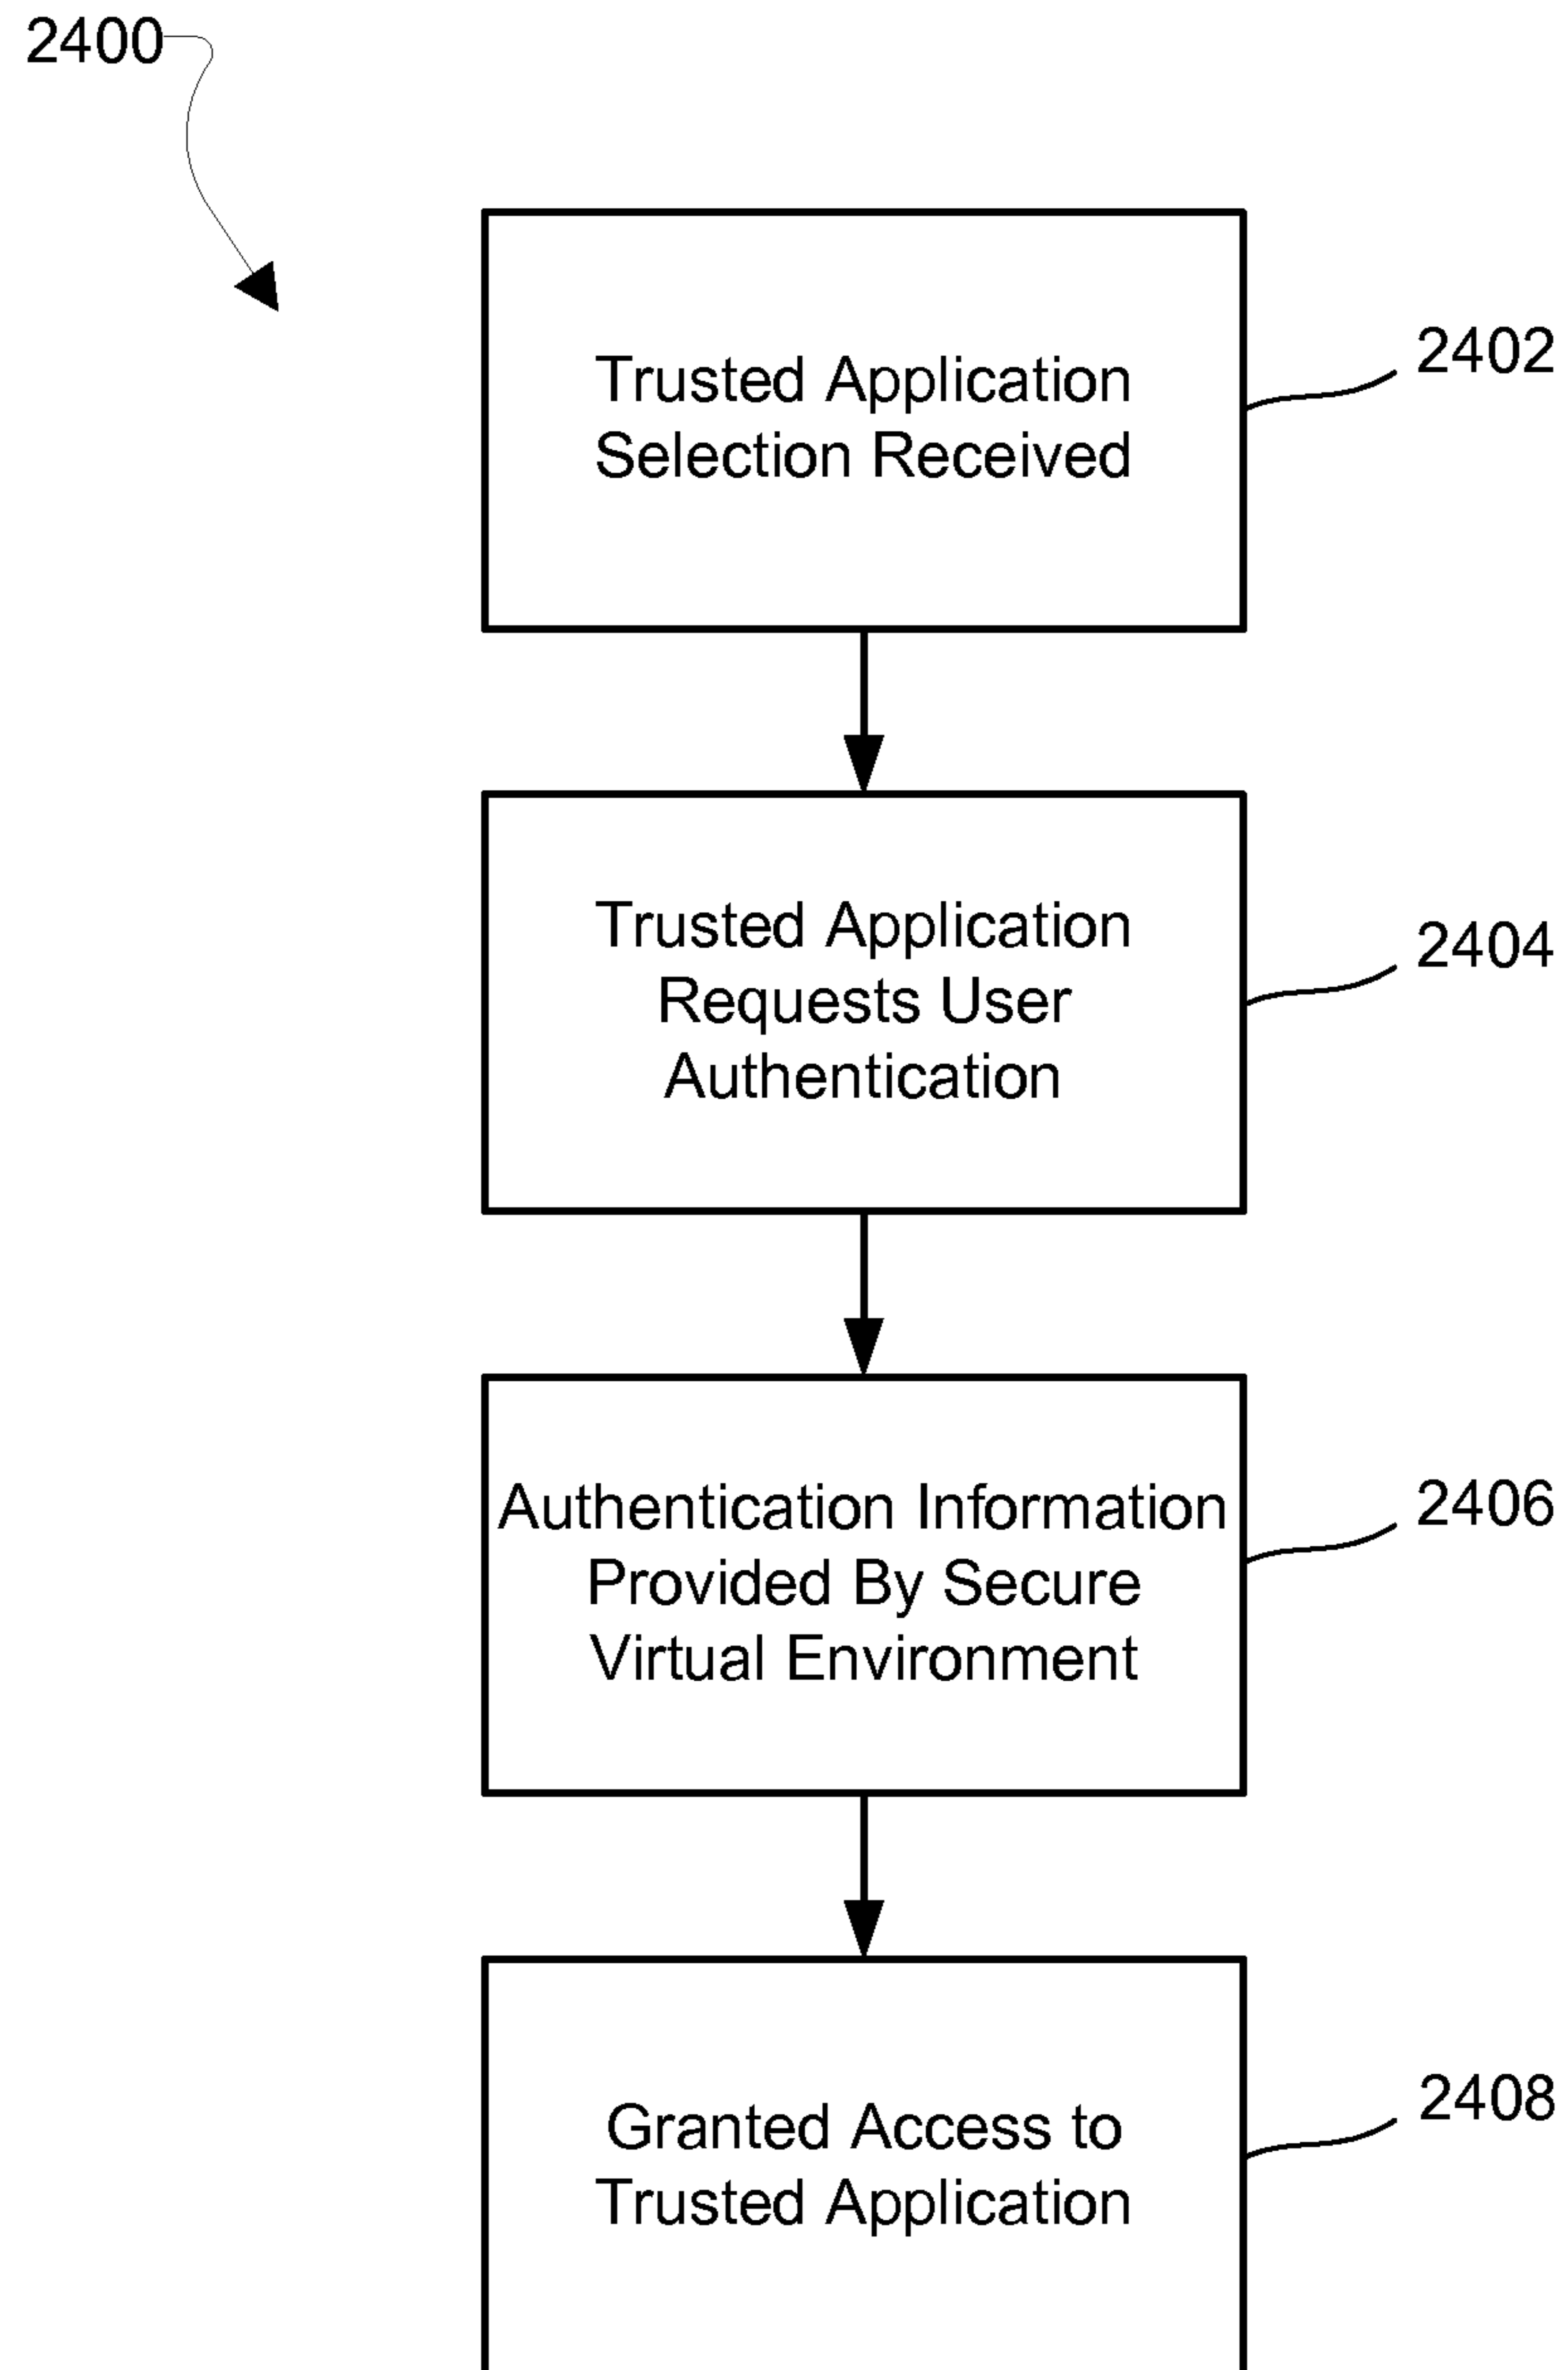 2400
Trusted Application
Selection Received
2402
Trusted Application
Requests User
Authentication
2404
Authentication Information
Provided By Secure
Virtual Environment
2406
Granted Access to
Trusted Application
2408